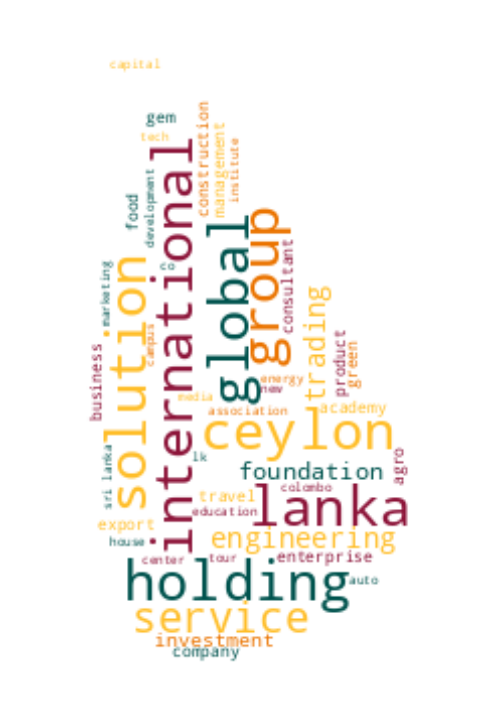 capital
gem
tech
construction
management
institute
development
food
international
global
group
consultant
co
marketing
solution
campus
business
trading
product
green
energy
new
media
association
academy
ceylon
lk
sri lanka
foundation
agro
colombo
lanka
travel
education
export
engineering
house
center
tour
enterprise
holding
auto
service
investment
company